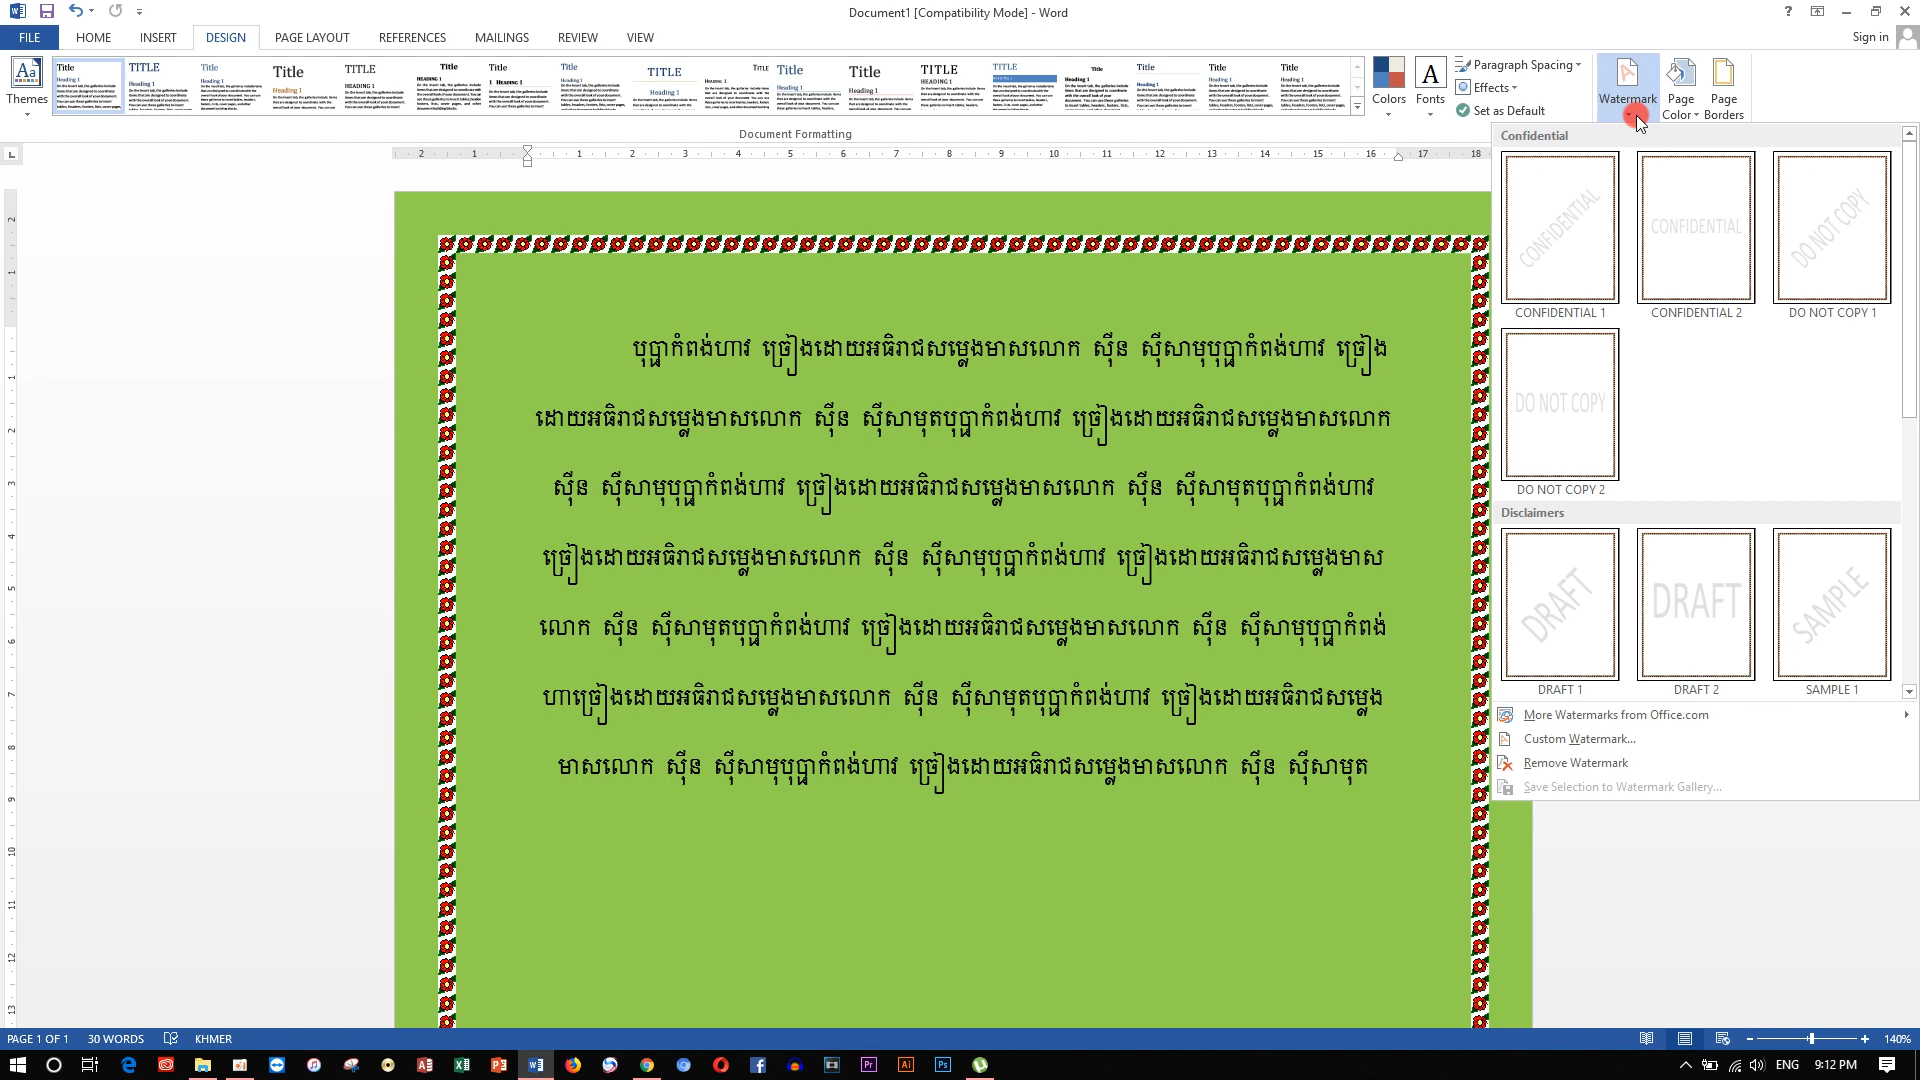 Document1 [Compatibility Mode] - Word
FILE HOME INSERT DESIGN PAGE LAYOUT REFERENCES MAILINGS REVIEW VIEW Sign in
Themes
Colors
Fonts
Paragraph Spacing
Effects
Set as Default
Watermark
Page Color
Page Borders
Document Formatting
Confidential
CONFIDENTIAL
CONFIDENTIAL
DO NOT COPY
CONFIDENTIAL 1
CONFIDENTIAL 2
DO NOT COPY 1
DO NOT COPY
DO NOT COPY 2
Disclaimers
DRAFT
DRAFT
SAMPLE
DRAFT 1
DRAFT 2
SAMPLE 1
More Watermarks from Office.com
Custom Watermark...
Remove Watermark
Save Selection to Watermark Gallery...
បុប្ផាកំពង់ហាវ ច្រៀងដោយអធិរាជសម្លេងមាសលោក ស៊ីន ស៊ីសាមុបុប្ផាកំពង់ហាវ ច្រៀង
ដោយអធិរាជសម្លេងមាសលោក ស៊ីន ស៊ីសាមុតបុប្ផាកំពង់ហាវ ច្រៀងដោយអធិរាជសម្លេងមាសលោក
ស៊ីន ស៊ីសាមុបុប្ផាកំពង់ហាវ ច្រៀងដោយអធិរាជសម្លេងមាសលោក ស៊ីន ស៊ីសាមុតបុប្ផាកំពង់ហាវ
ច្រៀងដោយអធិរាជសម្លេងមាសលោក ស៊ីន ស៊ីសាមុបុប្ផាកំពង់ហាវ ច្រៀងដោយអធិរាជសម្លេងមាស
លោក ស៊ីន ស៊ីសាមុតបុប្ផាកំពង់ហាវ ច្រៀងដោយអធិរាជសម្លេងមាសលោក ស៊ីន ស៊ីសាមុបុប្ផាកំពង់
ហាច្រៀងដោយអធិរាជសម្លេងមាសលោក ស៊ីន ស៊ីសាមុតបុប្ផាកំពង់ហាវ ច្រៀងដោយអធិរាជសម្លេង
មាសលោក ស៊ីន ស៊ីសាមុបុប្ផាកំពង់ហាវ ច្រៀងដោយអធិរាជសម្លេងមាសលោក ស៊ីន ស៊ីសាមុត
PAGE 1 OF 1 30 WORDS KHMER 140%
ENG 9:12 PM